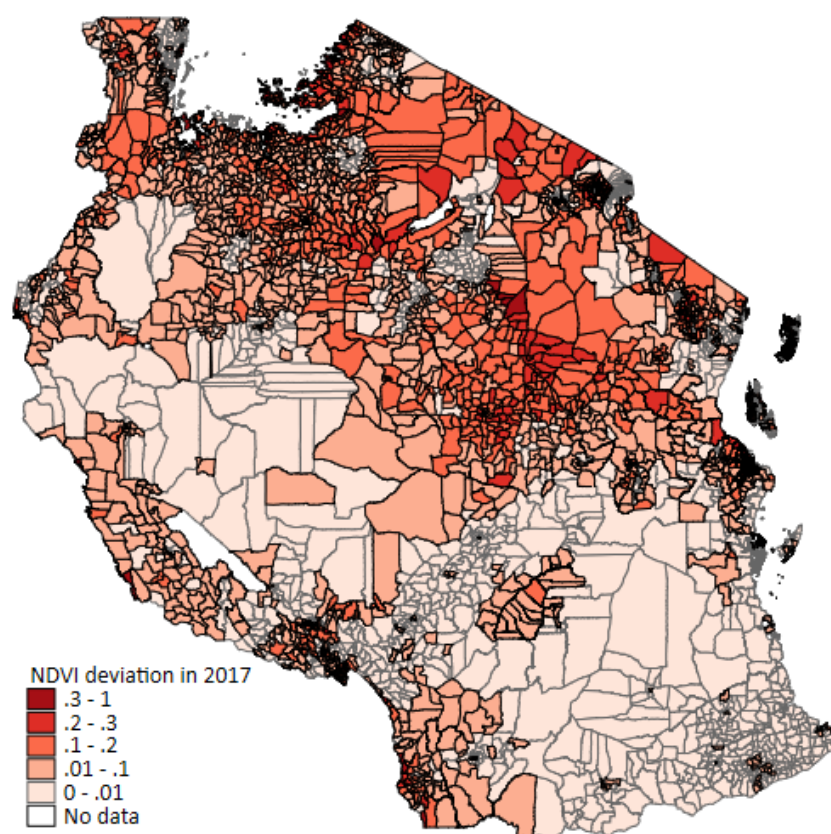 NDVI deviation in 2017
.3 - 1
.2 - .3
.1 - .2
.01 - .1
0 - .01
No data